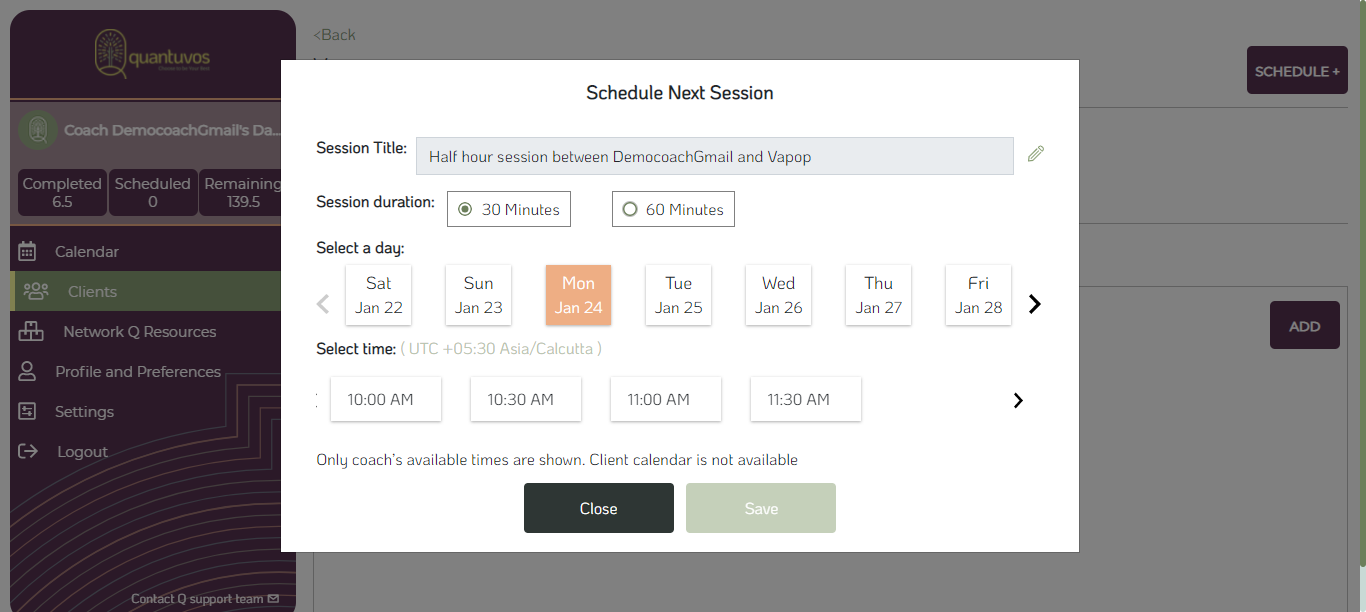 quantuvos
<Back
SCHEDULE +
Coach DemocoachGmail's Da...
Completed Scheduled Remaining
6.5 0 139.5
Calendar
Clients
Network Q Resources
Profile and Preferences
Settings
Logout
Contact Q support team
Schedule Next Session
Session Title: Half hour session between DemocoachGmail and Vapop
Session duration: 30 Minutes 60 Minutes
Select a day:
Sat Sun Mon Tue Wed Thu Fri
Jan 22 Jan 23 Jan 24 Jan 25 Jan 26 Jan 27 Jan 28
Select time: ( UTC +05:30 Asia/Calcutta )
10:00 AM 10:30 AM 11:00 AM 11:30 AM
Only coach's available times are shown. Client calendar is not available
Close Save
ADD